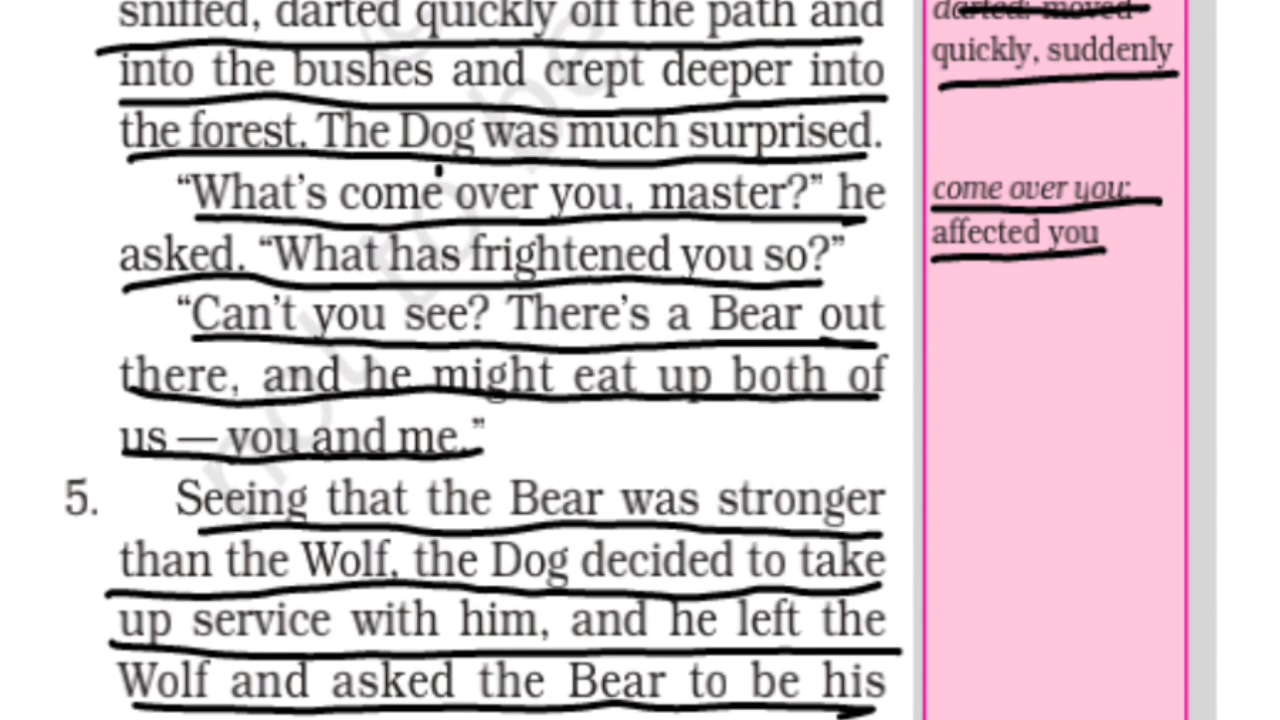 sniffed, darted quickly off the path and
into the bushes and crept deeper into
the forest. The Dog was much surprised.
“What’s come over you, master?” he
asked. “What has frightened you so?”
“Can’t you see? There’s a Bear out
there, and he might eat up both of
us — you and me.”
5. Seeing that the Bear was stronger
than the Wolf, the Dog decided to take
up service with him, and he left the
Wolf and asked the Bear to be his
darted: moved
quickly, suddenly
come over you:
affected you